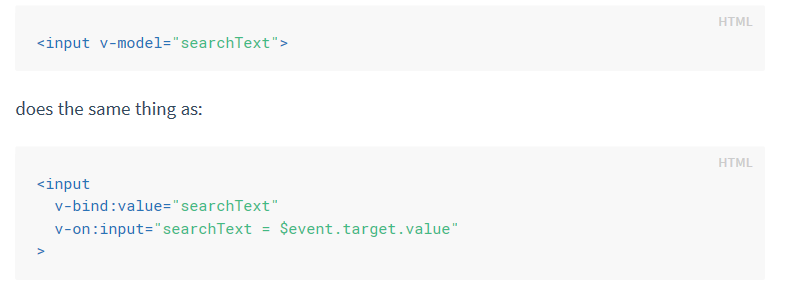 HTML
<input v-model="searchText">
does the same thing as:
HTML
<input
  v-bind:value="searchText"
  v-on:input="searchText = $event.target.value"
>